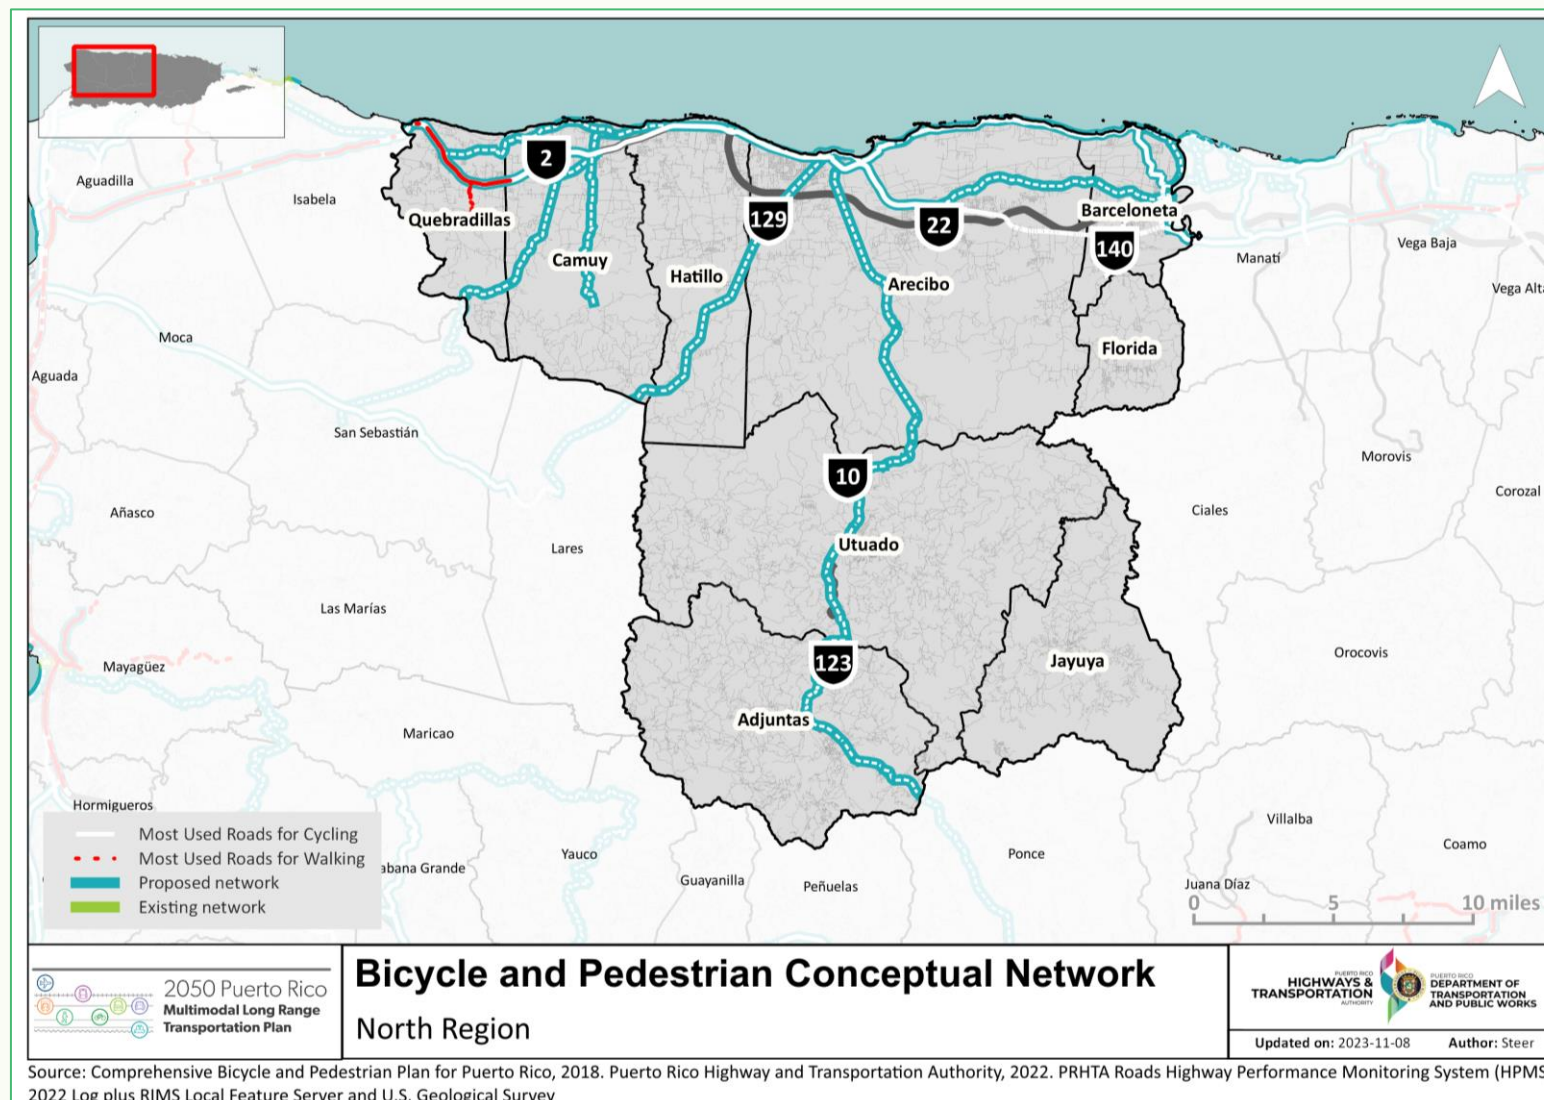 Aguadilla
Isabela
2
Quebradillas
Camuy
129
Hatillo
22
Barceloneta
140
Manatí
Vega Baja
Arecibo
Vega Alta
Moca
Florida
Aguada
San Sebastián
Morovis
10
Corozal
Añasco
Ciales
Lares
Utuado
Las Marías
123
Jayuya
Orocovis
Mayagüez
Adjuntas
Maricao
Hormigueros
Villalba
Coamo
Yauco
abana Grande
Guayanilla
Peñuelas
Ponce
Juana Díaz
Most Used Roads for Cycling
Most Used Roads for Walking
Proposed network
Existing network
0 5 10 miles
2050 Puerto Rico
Multimodal Long Range
Transportation Plan
Bicycle and Pedestrian Conceptual Network
North Region
PUERTO RICO
HIGHWAYS &
TRANSPORTATION
AUTHORITY
PUERTO RICO
DEPARTMENT OF
TRANSPORTATION
AND PUBLIC WORKS
Updated on: 2023-11-08 Author: Steer
Source: Comprehensive Bicycle and Pedestrian Plan for Puerto Rico, 2018. Puerto Rico Highway and Transportation Authority, 2022. PRHTA Roads Highway Performance Monitoring System (HPMS
2022 Log plus RIMS Local Feature Server and U.S. Geological Survey